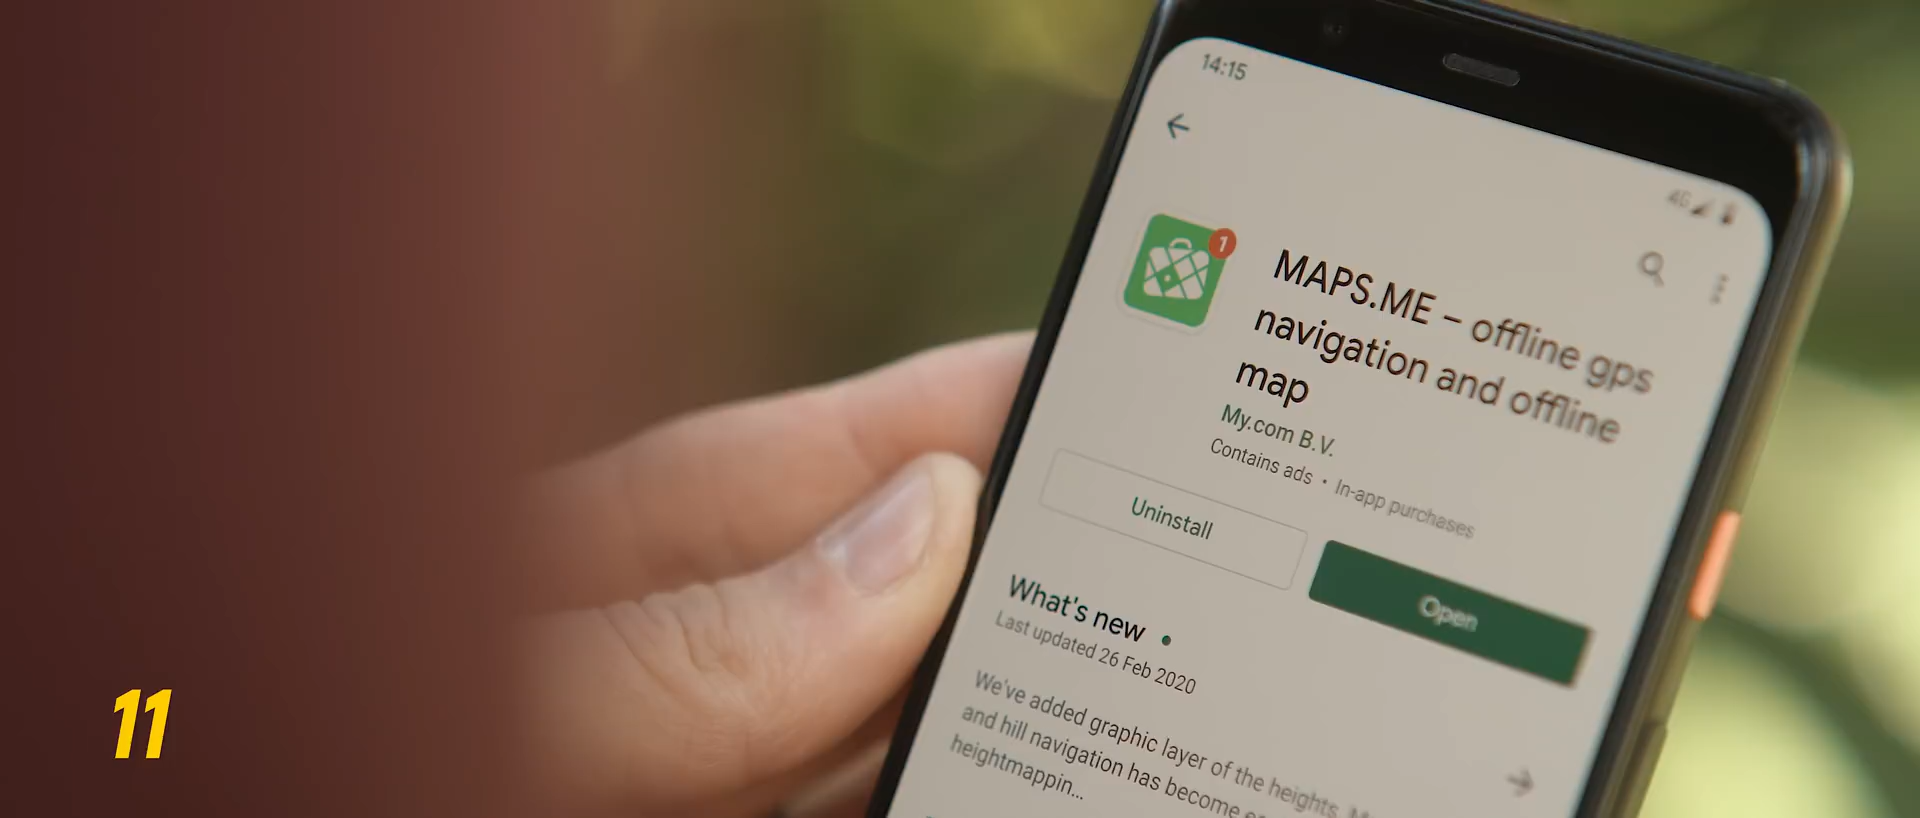 14:15
4G
1
MAPS.ME – offline gps
navigation and offline
map
My.com B.V.
Contains ads • In-app purchases
Uninstall
Open
What's new •
Last updated 26 Feb 2020
We've added graphic layer of the heights.
and hill navigation has become
heightmappin...
11